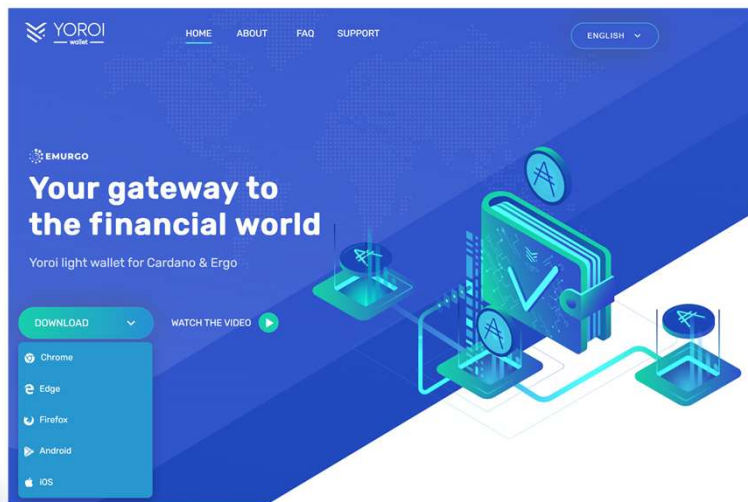 YOROI
wallet
HOME ABOUT FAQ SUPPORT
ENGLISH
EMURGO
Your gateway to
the financial world
Yoroi light wallet for Cardano & Ergo
DOWNLOAD
WATCH THE VIDEO
Chrome
Edge
Firefox
Android
iOS